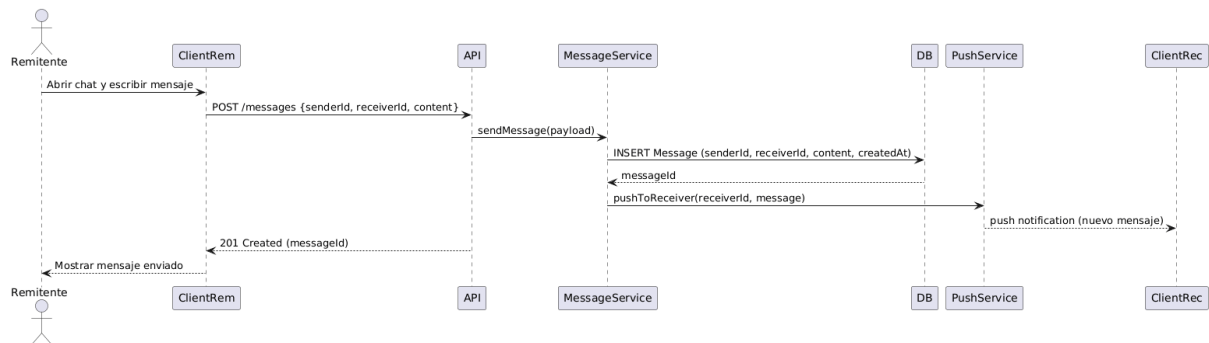 Remitente
ClientRem
API
MessageService
DB
PushService
ClientRec
Abrir chat y escribir mensaje
POST /messages {senderId, receiverId, content}
sendMessage(payload)
INSERT Message (senderId, receiverId, content, createdAt)
messageId
pushToReceiver(receiverId, message)
push notification (nuevo mensaje)
201 Created (messageId)
Mostrar mensaje enviado
Remitente
ClientRem
API
MessageService
DB
PushService
ClientRec